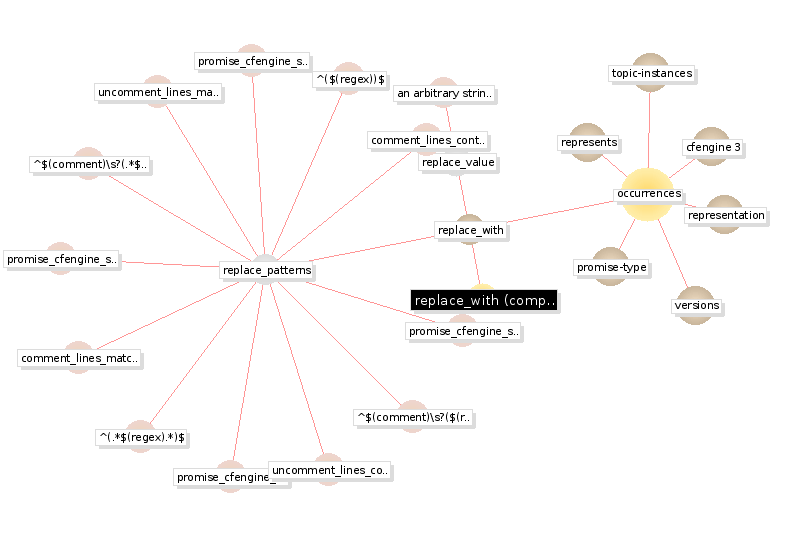 promise_cfengine_s..
topic-instances
^($(regex))$
uncomment_lines_ma..
an arbitrary strin..
comment_lines_cont..
represents
cfengine 3
replace_value
^$(comment)\s?(.*$..
occurrences
representation
replace_with
promise_cfengine_s..
replace_patterns
promise-type
replace_with (comp..
versions
promise_cfengine_s..
comment_lines_matc..
^$(comment)\s?($(r..
^(.*$(regex).*)$
uncomment_lines_co..
promise_cfengine_